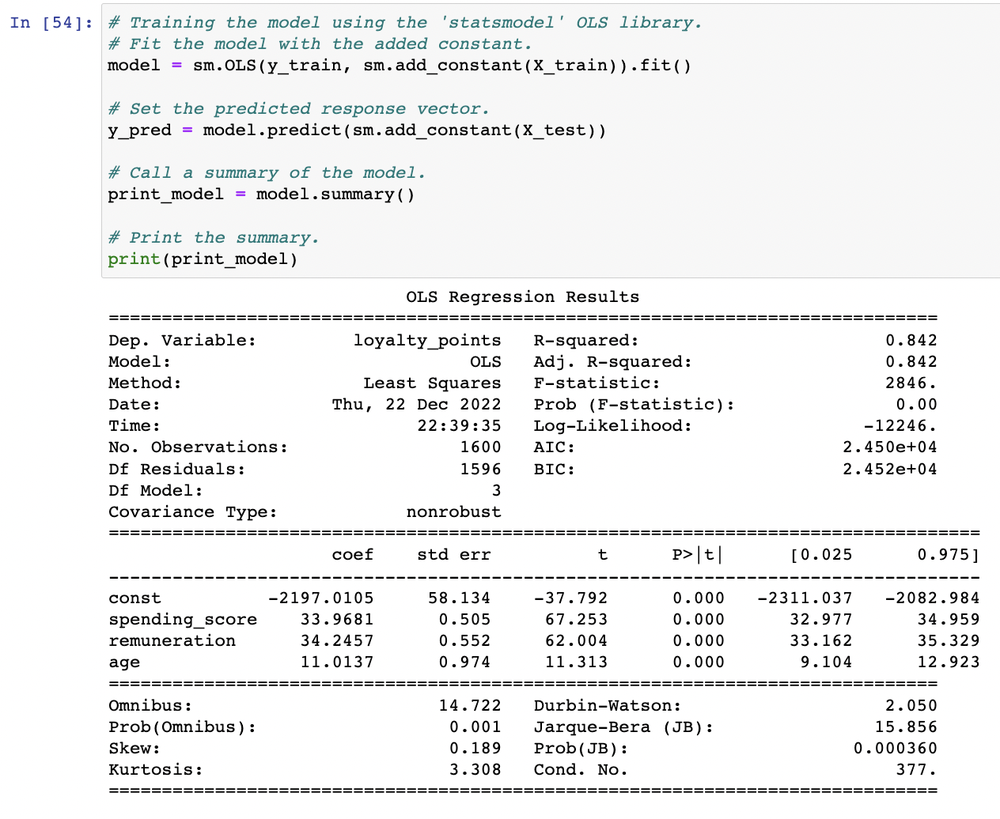 In [54]: # Training the model using the 'statsmodel' OLS library.
# Fit the model with the added constant.
model = sm.OLS(y_train, sm.add_constant(X_train)).fit()
# Set the predicted response vector.
y_pred = model.predict(sm.add_constant(X_test))
# Call a summary of the model.
print_model = model.summary()
# Print the summary.
print(print_model)
OLS Regression Results
==============================================================================
Dep. Variable: loyalty_points R-squared: 0.842
Model: OLS Adj. R-squared: 0.842
Method: Least Squares F-statistic: 2846.
Date: Thu, 22 Dec 2022 Prob (F-statistic): 0.00
Time: 22:39:35 Log-Likelihood: -12246.
No. Observations: 1600 AIC: 2.450e+04
Df Residuals: 1596 BIC: 2.452e+04
Df Model: 3
Covariance Type: nonrobust
==================================================================================
coef std err t P>|t| [0.025 0.975]
----------------------------------------------------------------------------------
const -2197.0105 58.134 -37.792 0.000 -2311.037 -2082.984
spending_score 33.9681 0.505 67.253 0.000 32.977 34.959
remuneration 34.2457 0.552 62.004 0.000 33.162 35.329
age 11.0137 0.974 11.313 0.000 9.104 12.923
==============================================================================
Omnibus: 14.722 Durbin-Watson: 2.050
Prob(Omnibus): 0.001 Jarque-Bera (JB): 15.856
Skew: 0.189 Prob(JB): 0.000360
Kurtosis: 3.308 Cond. No. 377.
==============================================================================